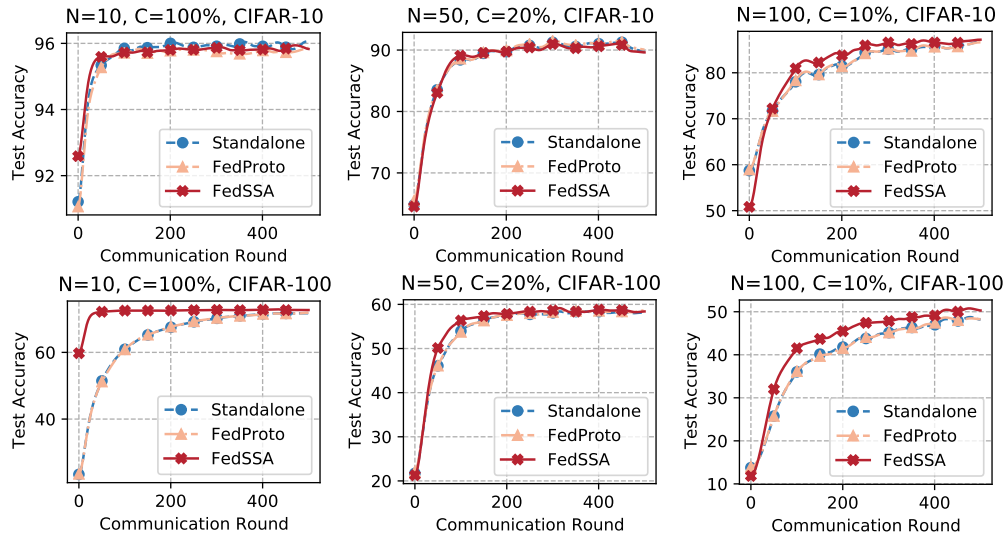 N=10, C=100%, CIFAR-10
Test Accuracy
96
94
92
0
200
400
Communication Round
Standalone
FedProto
FedSSA
N=50, C=20%, CIFAR-10
Test Accuracy
90
80
70
0
200
400
Communication Round
Standalone
FedProto
FedSSA
N=100, C=10%, CIFAR-10
Test Accuracy
80
70
60
50
0
200
400
Communication Round
Standalone
FedProto
FedSSA
N=10, C=100%, CIFAR-100
Test Accuracy
60
40
0
200
400
Communication Round
Standalone
FedProto
FedSSA
N=50, C=20%, CIFAR-100
Test Accuracy
60
50
40
30
20
0
200
400
Communication Round
Standalone
FedProto
FedSSA
N=100, C=10%, CIFAR-100
Test Accuracy
50
40
30
20
10
0
200
400
Communication Round
Standalone
FedProto
FedSSA